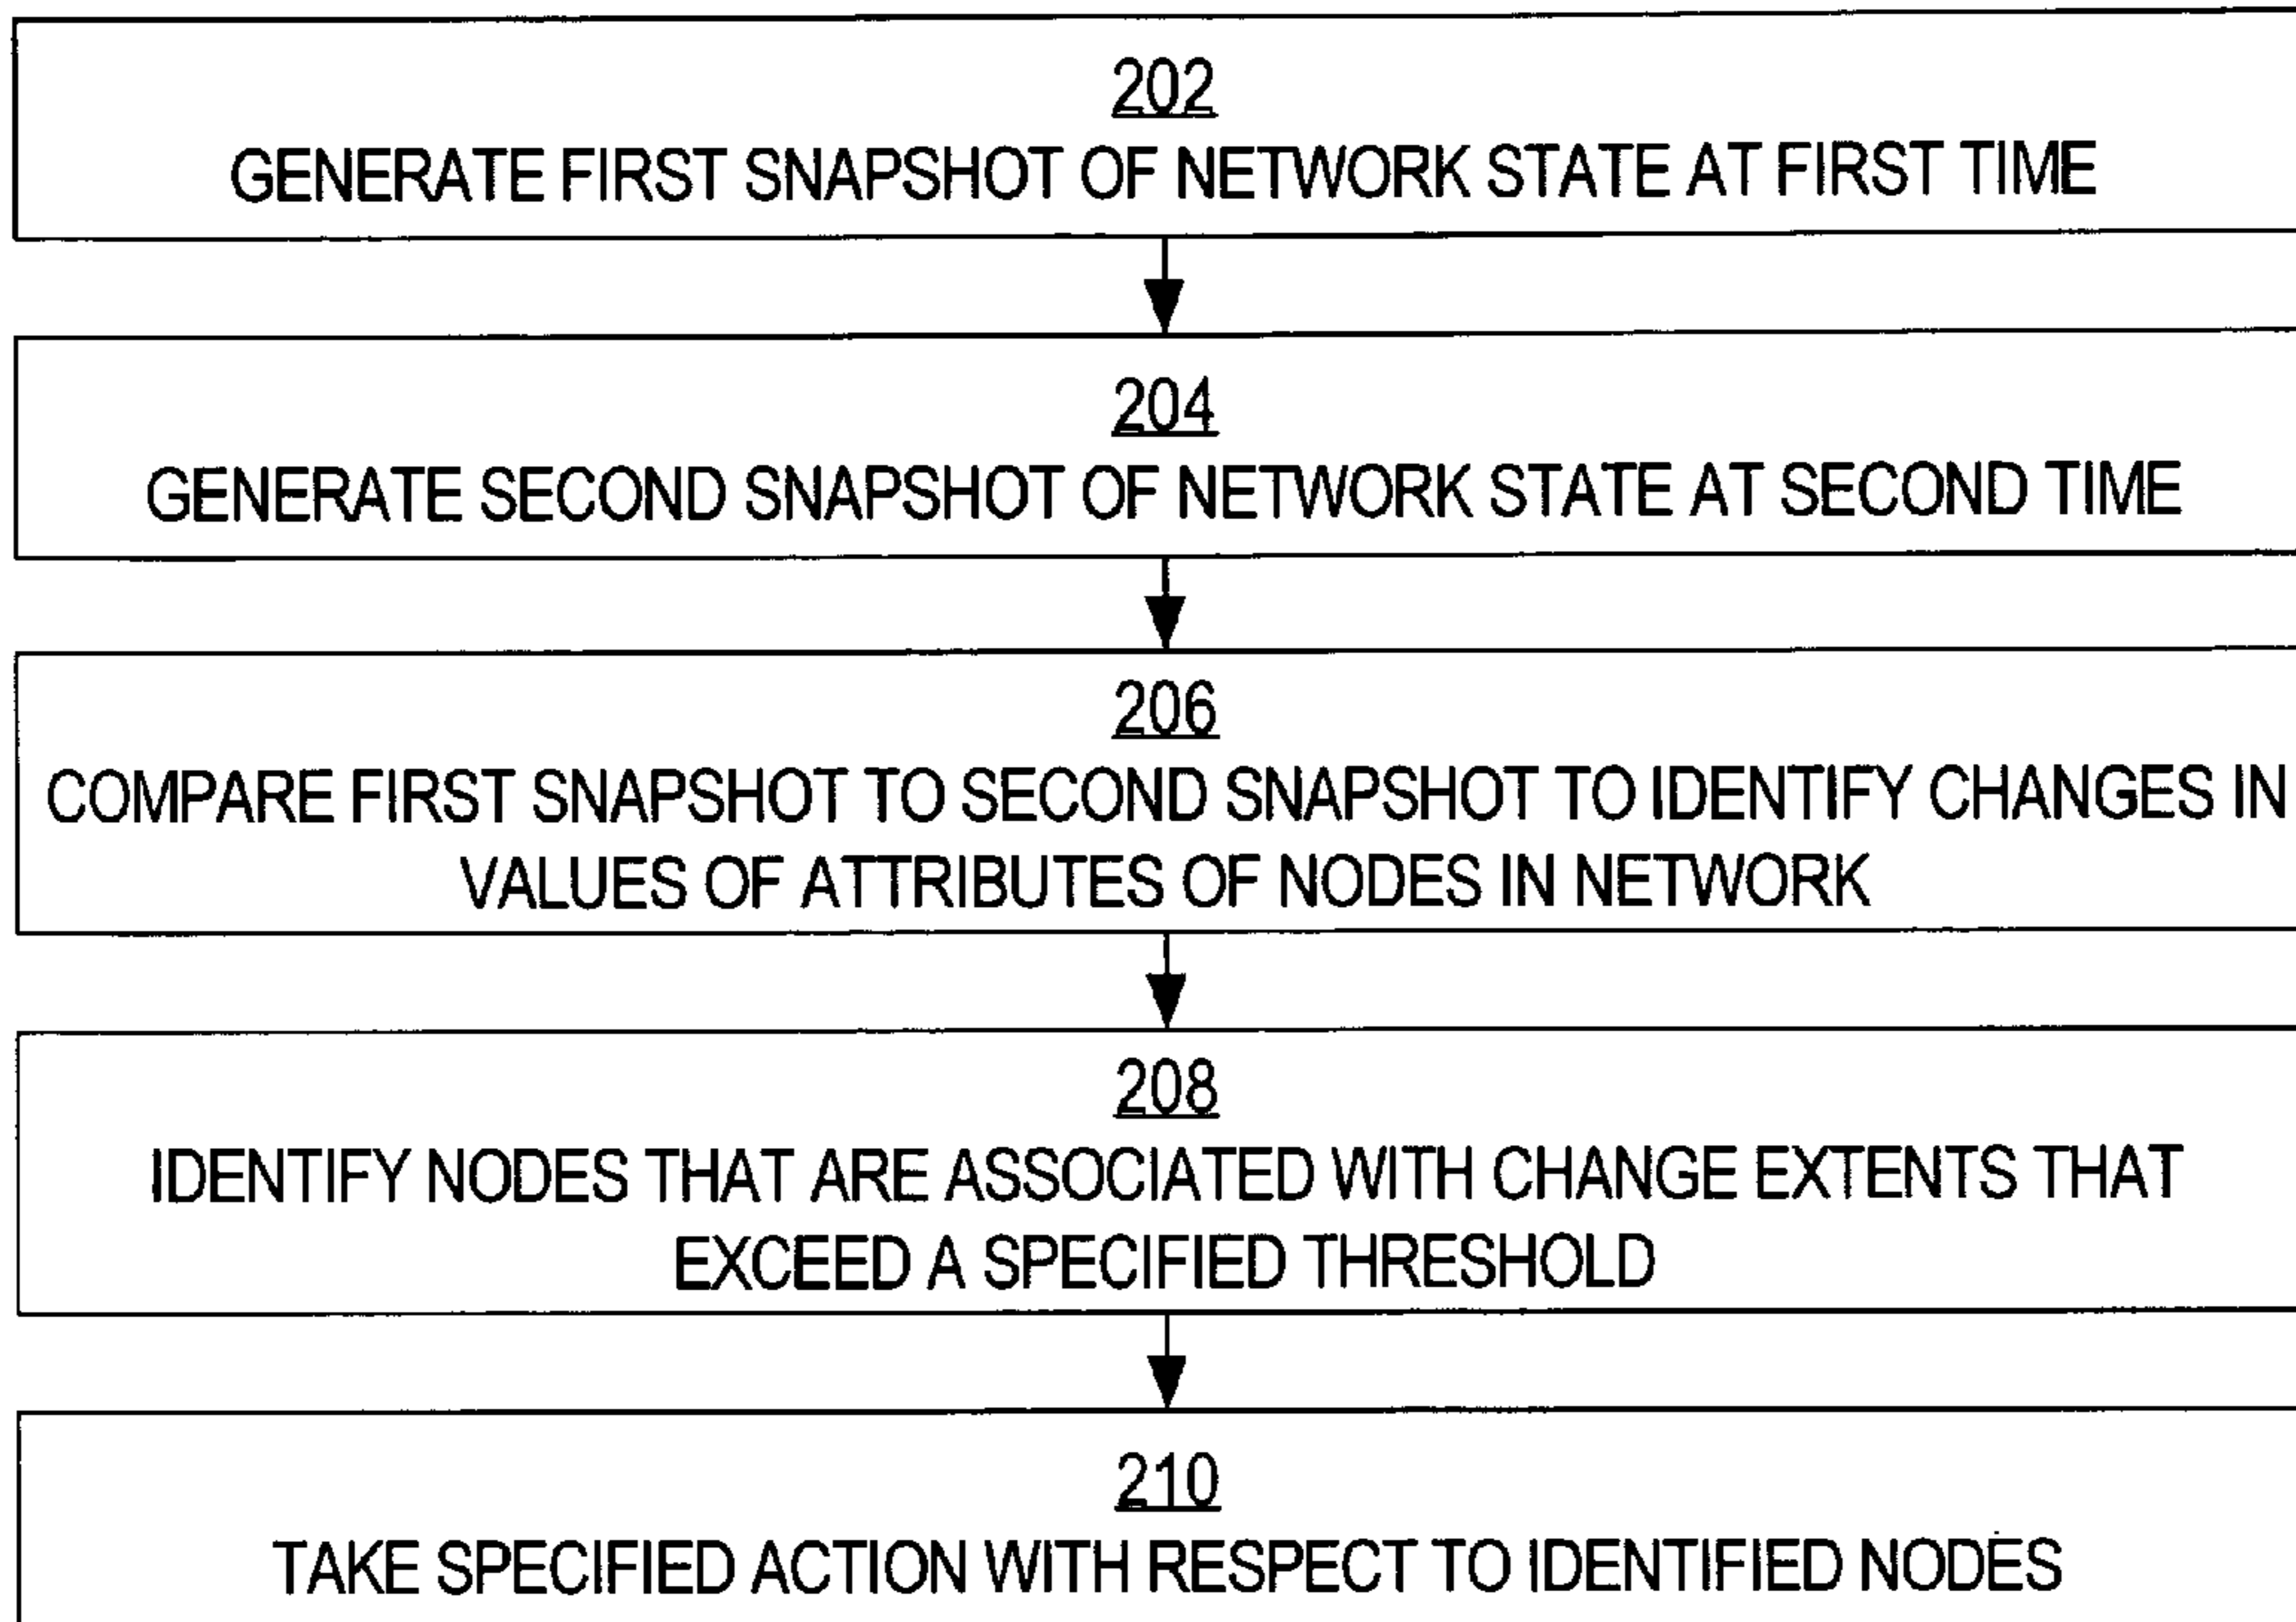 202
GENERATE FIRST SNAPSHOT OF NETWORK STATE AT FIRST TIME
204
GENERATE SECOND SNAPSHOT OF NETWORK STATE AT SECOND TIME
206
COMPARE FIRST SNAPSHOT TO SECOND SNAPSHOT TO IDENTIFY CHANGES IN
VALUES OF ATTRIBUTES OF NODES IN NETWORK
208
IDENTIFY NODES THAT ARE ASSOCIATED WITH CHANGE EXTENTS THAT
EXCEED A SPECIFIED THRESHOLD
210
TAKE SPECIFIED ACTION WITH RESPECT TO IDENTIFIED NODES